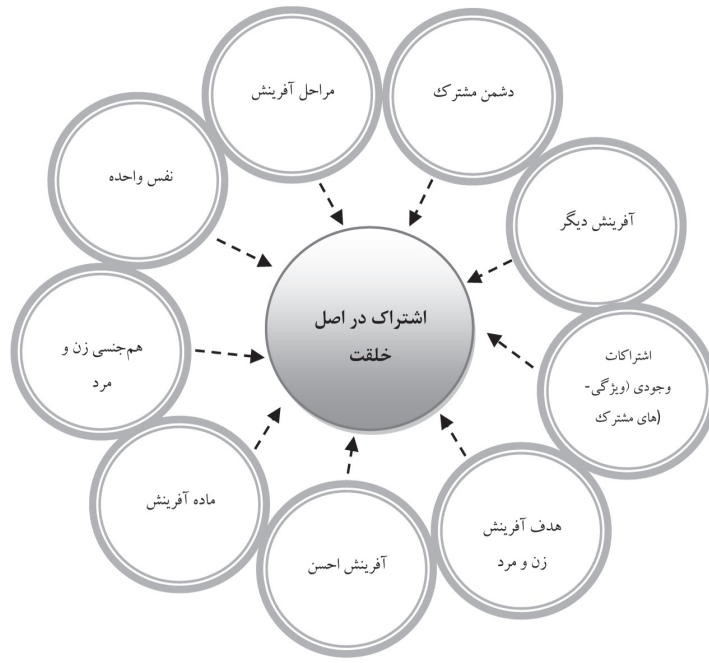 دشمن مشترک
مراحل آفرینش
نفس واحده
آفرینش دیگر
اشتراک در اصل
خلقت
هم‌جنسی زن و
مرد
اشتراکات
وجودی (ویژگی-
های مشترک)
ماده آفرینش
هدف آفرینش
زن و مرد
آفرینش احسن